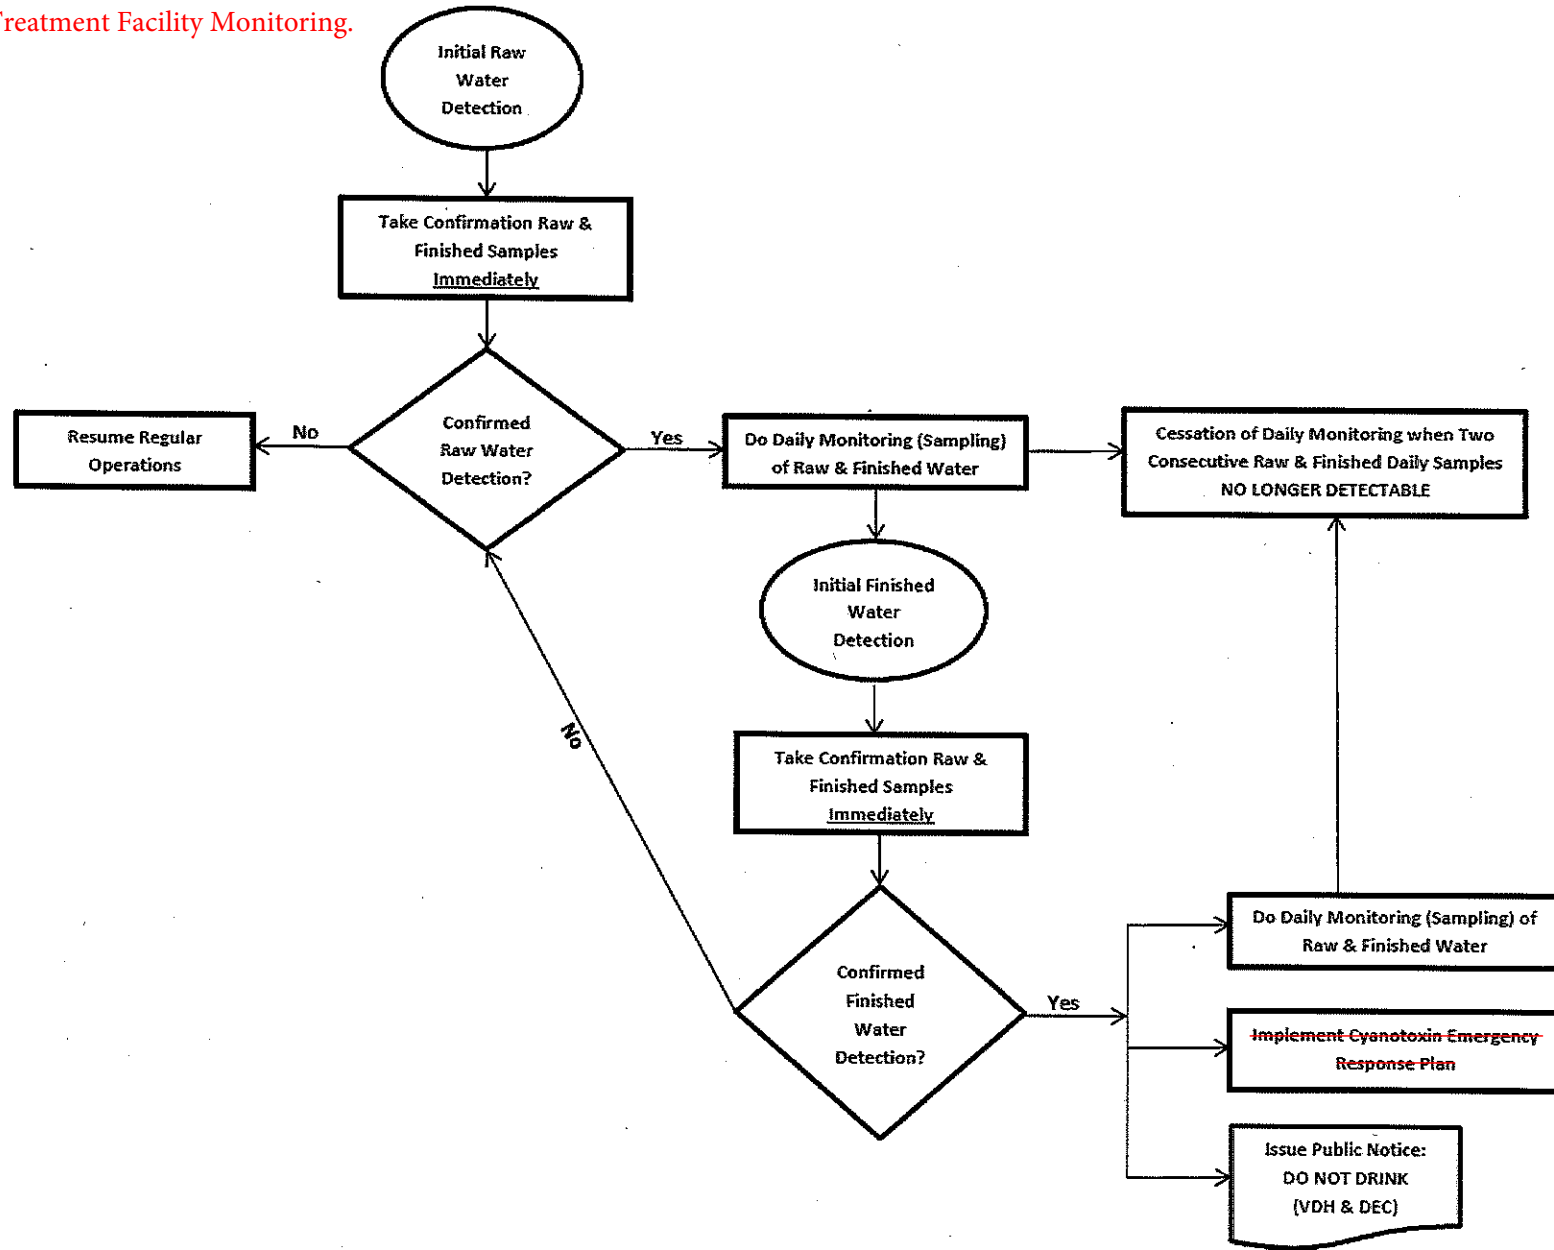 Treatment Facility Monitoring.
Initial Raw
Water
Detection
Take Confirmation Raw &
Finished Samples
Immediately
Confirmed
Raw Water
Detection?
No
Resume Regular
Operations
Yes
Do Daily Monitoring (Sampling)
of Raw & Finished Water
Cessation of Daily Monitoring when Two
Consecutive Raw & Finished Daily Samples
NO LONGER DETECTABLE
Initial Finished
Water
Detection
Take Confirmation Raw &
Finished Samples
Immediately
No
Confirmed
Finished
Water
Detection?
Yes
Do Daily Monitoring (Sampling) of
Raw & Finished Water
Implement Cyanotoxin Emergency
Response Plan
Issue Public Notice:
DO NOT DRINK
(VDH & DEC)